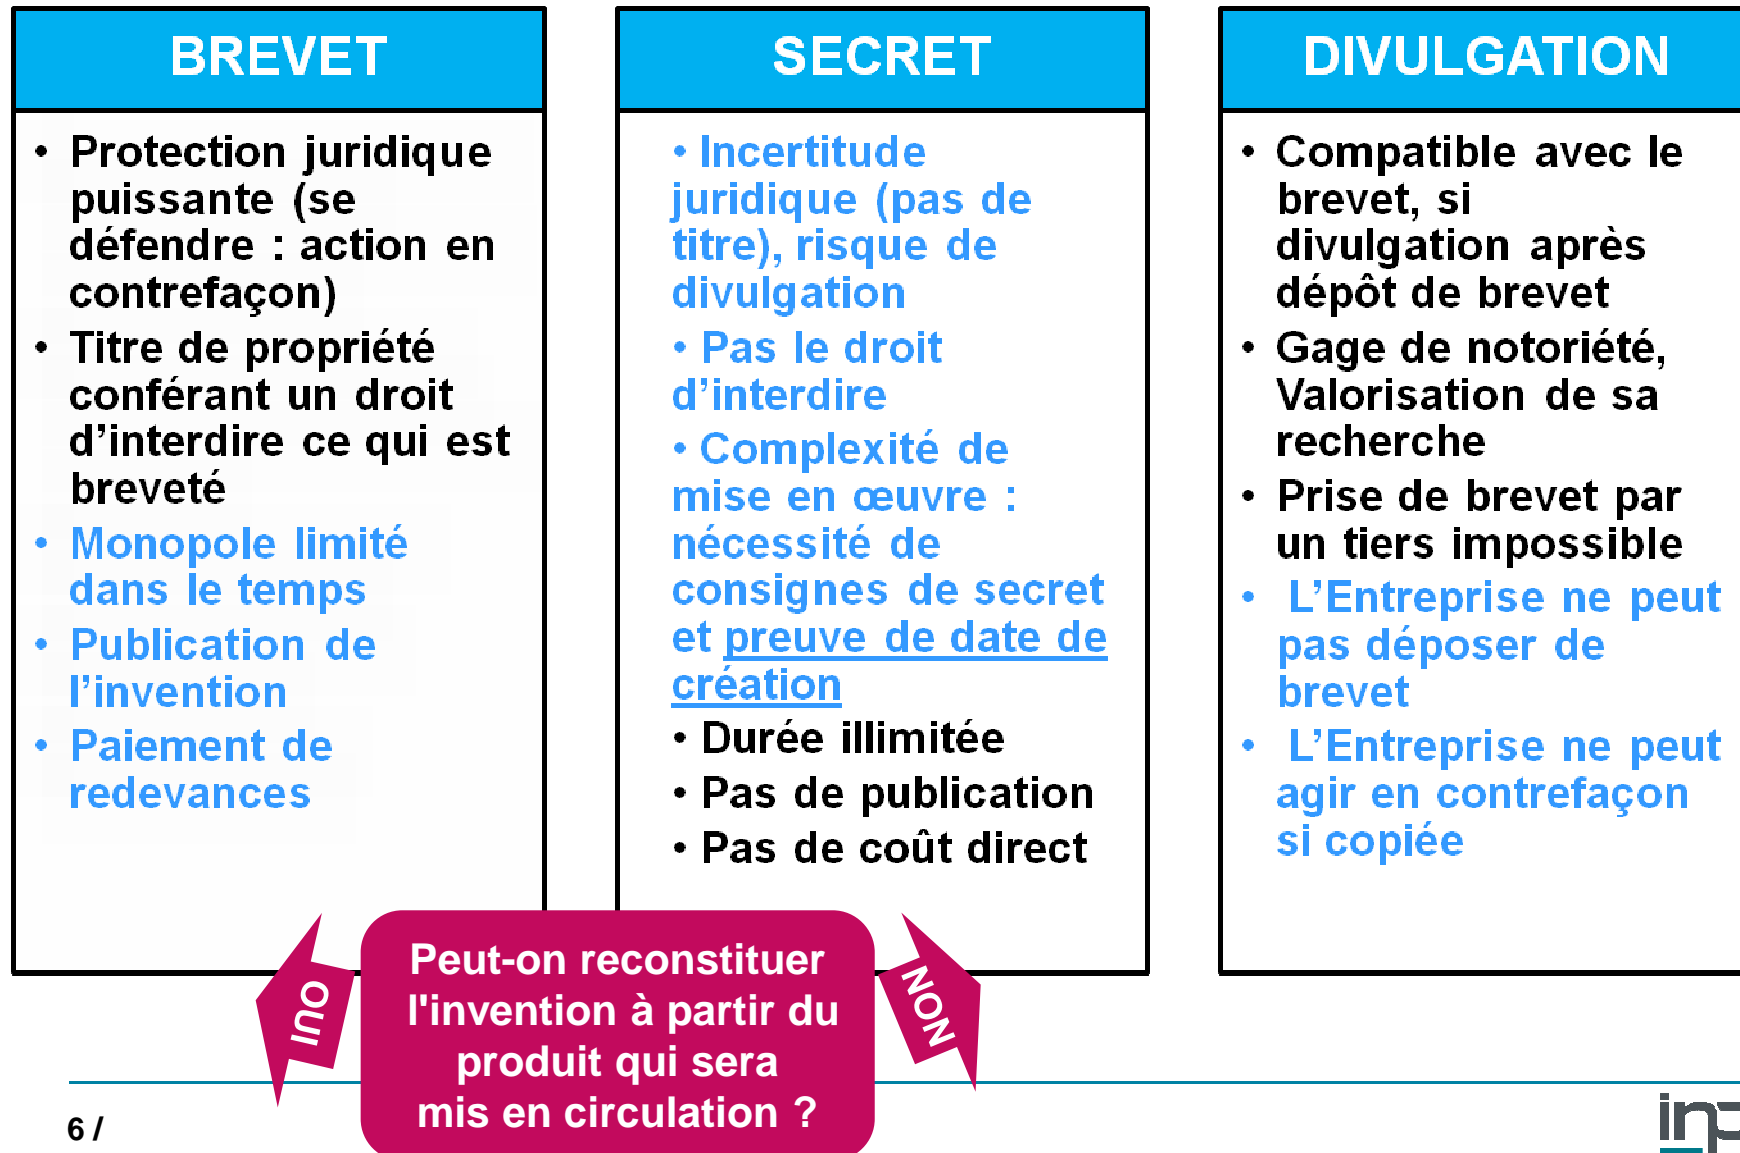 BREVET
• Protection juridique
puissante (se
défendre : action en
contrefaçon)
• Titre de propriété
conférant un droit
d’interdire ce qui est
breveté
• Monopole limité
dans le temps
• Publication de
l’invention
• Paiement de
redevances
SECRET
• Incertitude
juridique (pas de
titre), risque de
divulgation
• Pas le droit
d’interdire
• Complexité de
mise en œuvre :
nécessité de
consignes de secret
et preuve de date de
création
• Durée illimitée
• Pas de publication
• Pas de coût direct
DIVULGATION
• Compatible avec le
brevet, si
divulgation après
dépôt de brevet
• Gage de notoriété,
Valorisation de sa
recherche
• Prise de brevet par
un tiers impossible
• L’Entreprise ne peut
pas déposer de
brevet
• L’Entreprise ne peut
agir en contrefaçon
si copiée
OUI
Peut-on reconstituer
l'invention à partir du
produit qui sera
mis en circulation ?
NON
6 /